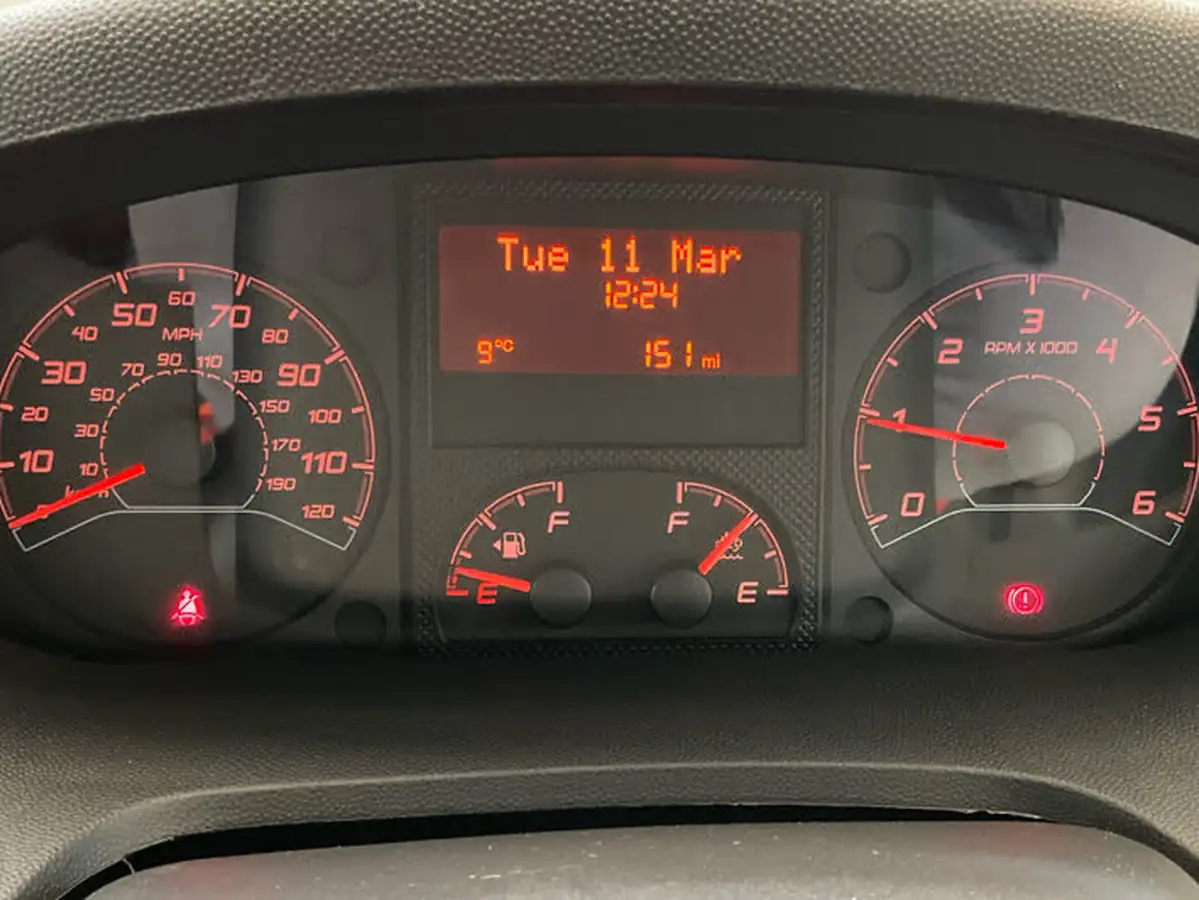 Tue 11 Mar
12:24
9°C 151 mi
10 20 30 40 50 60 70 80 90 100 110 120
MPH
10 30 50 70 90 110 130 150 170 190
km/h
F
E
F
E
0 1 2 3 4 5 6
RPM X 1000